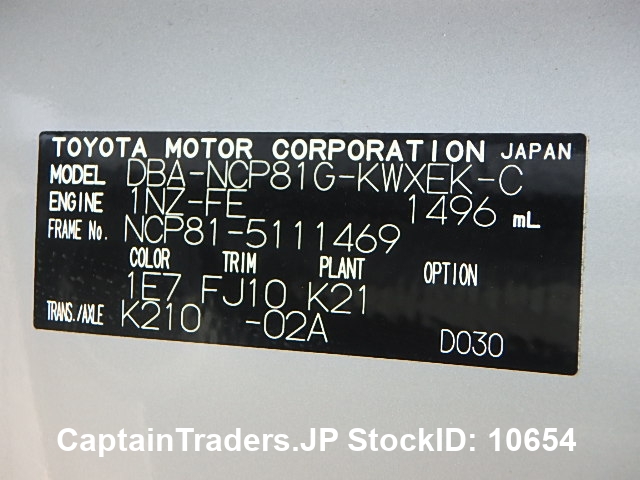 TOYOTA MOTOR CORPORATION JAPAN
MODEL DBA-NCP81G-KWXEK-C
ENGINE 1NZ-FE 1496 mL
FRAME No. NCP81-5111469
COLOR TRIM PLANT OPTION
1E7 FJ10 K21
TRANS./AXLE K210 -02A
D030
CaptainTraders.JP StockID: 10654